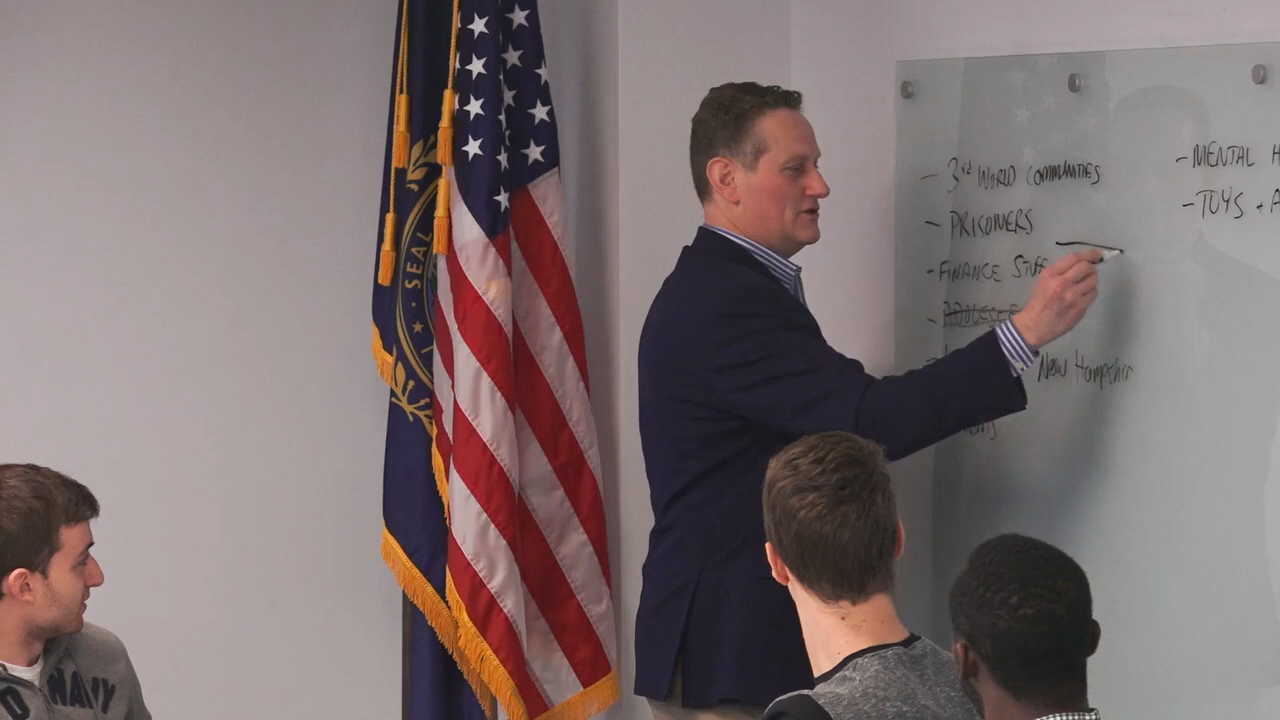 - 3rd WORLD COMMUNITIES
- PRISONERS
- FINANCE STUFF
New Hampshire
- MENTAL H
- TOYS + A
SEAL
NAVY